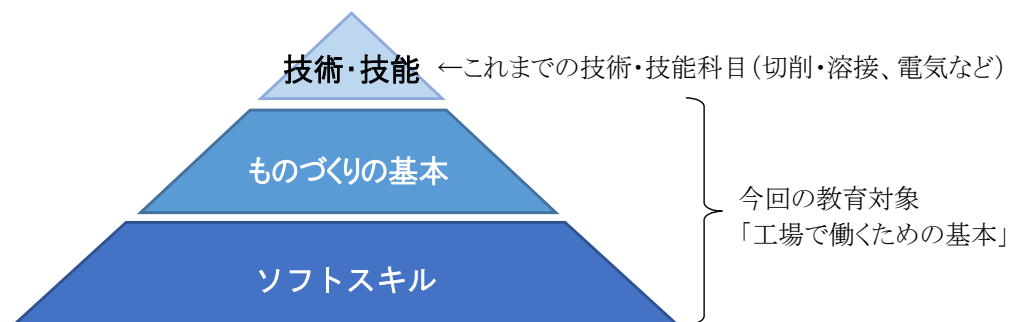 技術・技能 ←これまでの技術・技能科目（切削・溶接、電気など）
ものづくりの基本
今回の教育対象
「工場で働くための基本」
ソフトスキル